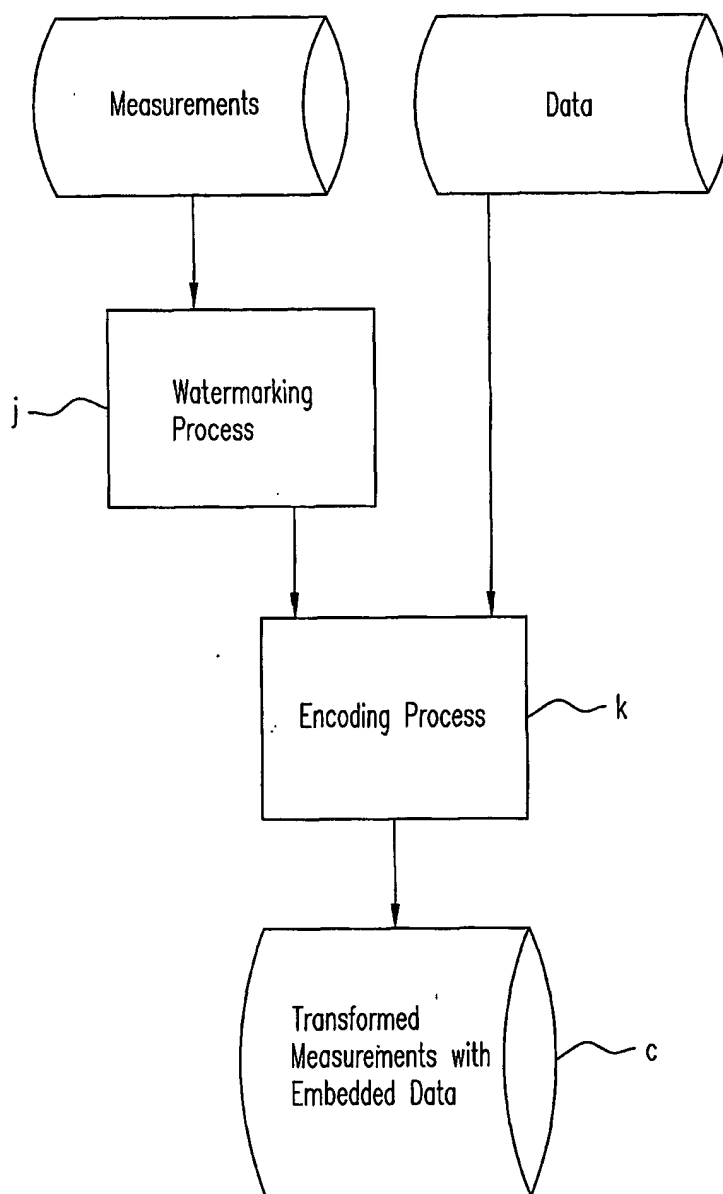 Measurements
Data
Watermarking
Process
j
Encoding Process
k
Transformed
Measurements with
Embedded Data
c